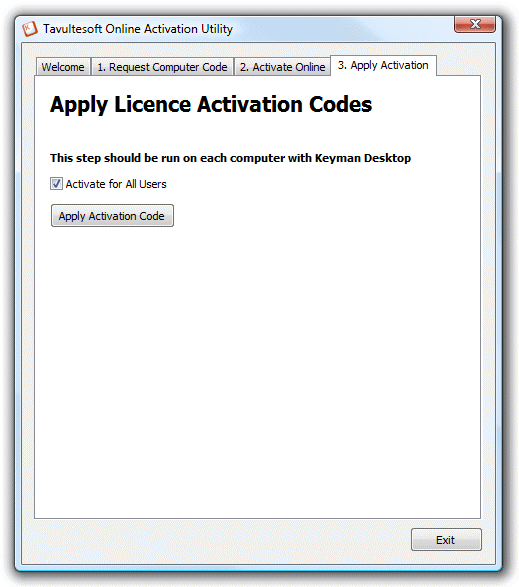 Tavultesoft Online Activation Utility
Welcome 1. Request Computer Code 2. Activate Online 3. Apply Activation
Apply Licence Activation Codes
This step should be run on each computer with Keyman Desktop
Activate for All Users
Apply Activation Code
Exit